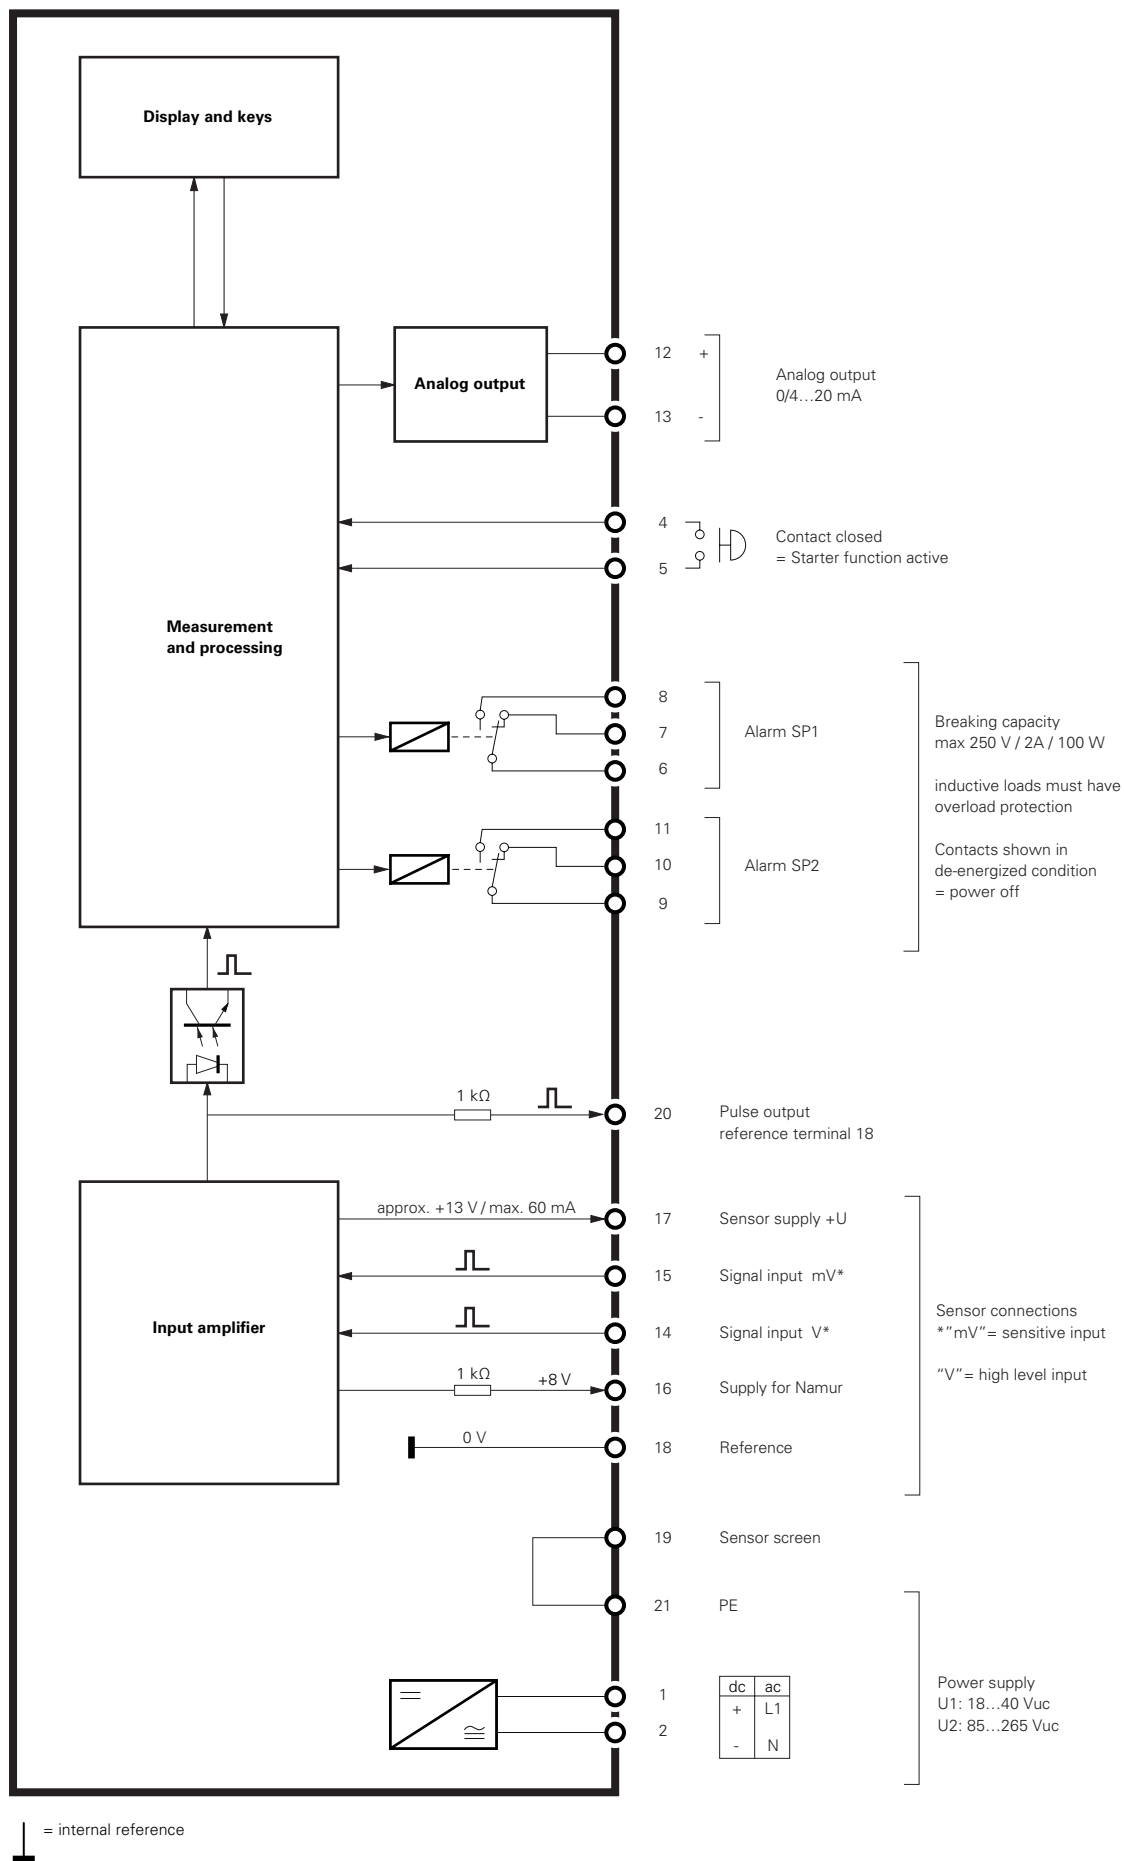 Display and keys
Analog output
12 +
13 -
Analog output
0/4...20 mA
4
5
Contact closed
= Starter function active
Measurement
and processing
8
7
6
Alarm SP1
11
10
9
Alarm SP2
Breaking capacity
max 250 V / 2A / 100 W
inductive loads must have
overload protection
Contacts shown in
de-energized condition
= power off
1 kΩ
20
Pulse output
reference terminal 18
Input amplifier
approx. +13 V / max. 60 mA
17 Sensor supply +U
15 Signal input mV*
14 Signal input V*
1 kΩ +8 V
16 Supply for Namur
0 V
18 Reference
Sensor connections
*"mV"= sensitive input
“V”= high level input
19 Sensor screen
21 PE
1
2
dc ac
+ L1
- N
Power supply
U1: 18...40 Vuc
U2: 85...265 Vuc
= internal reference